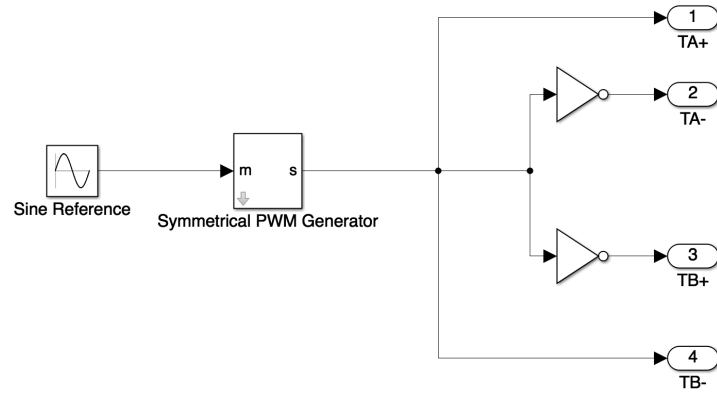 1
TA+
2
TA-
m s
Sine Reference
Symmetrical PWM Generator
3
TB+
4
TB-